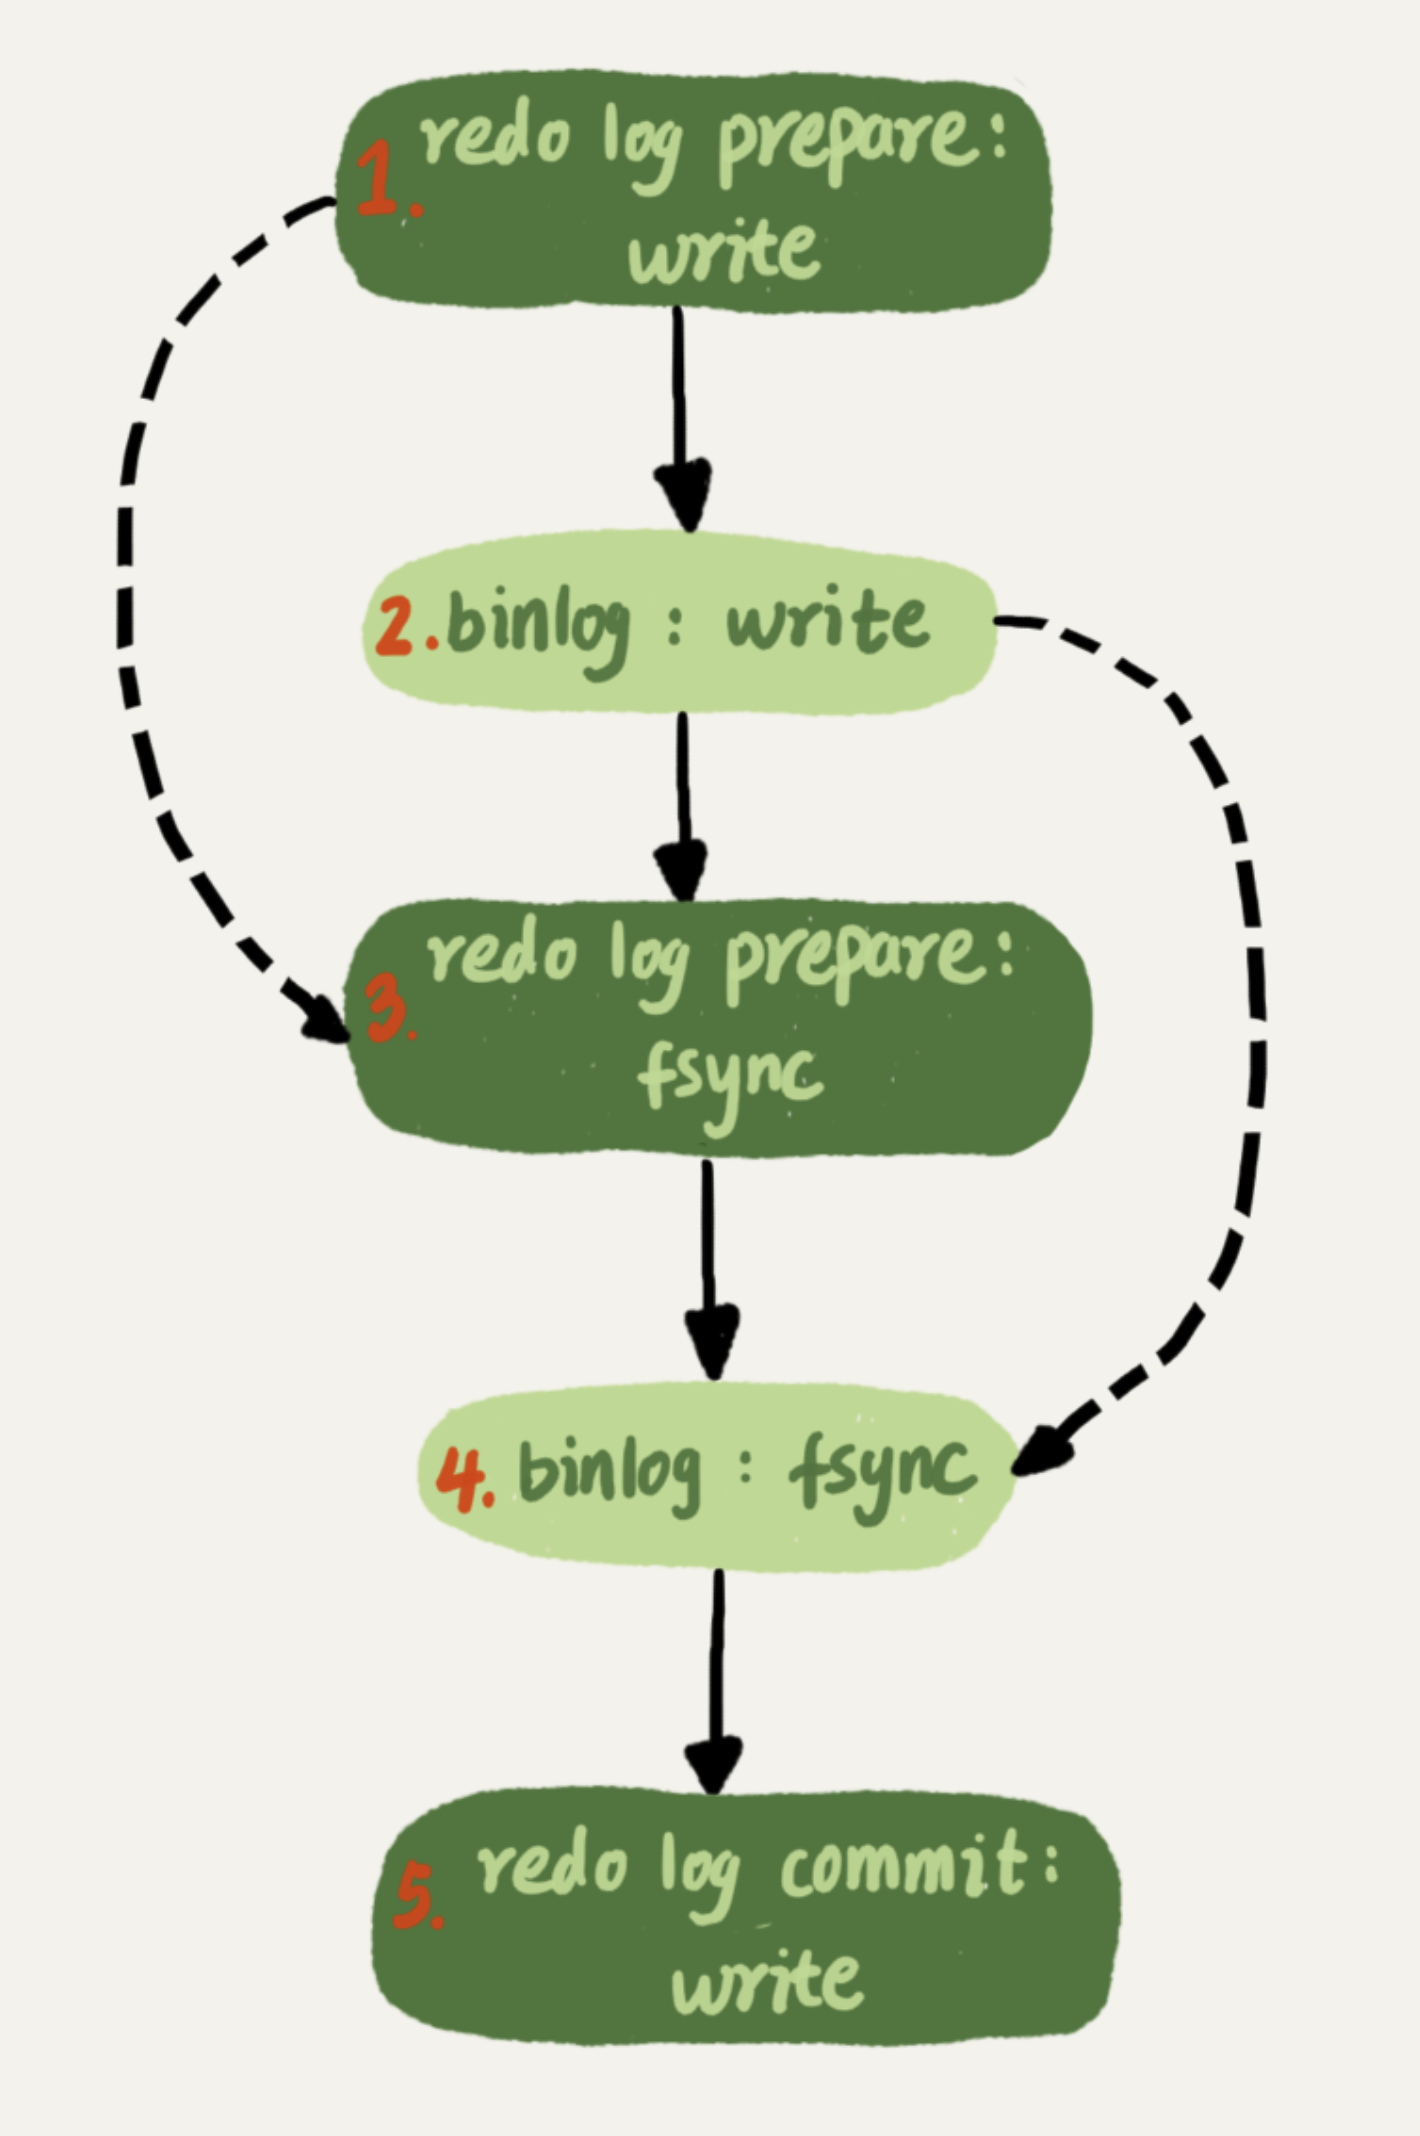 1. redo log prepare:
write
2. binlog : write
3. redo log prepare:
fsync
4. binlog : fsync
5. redo log commit:
write